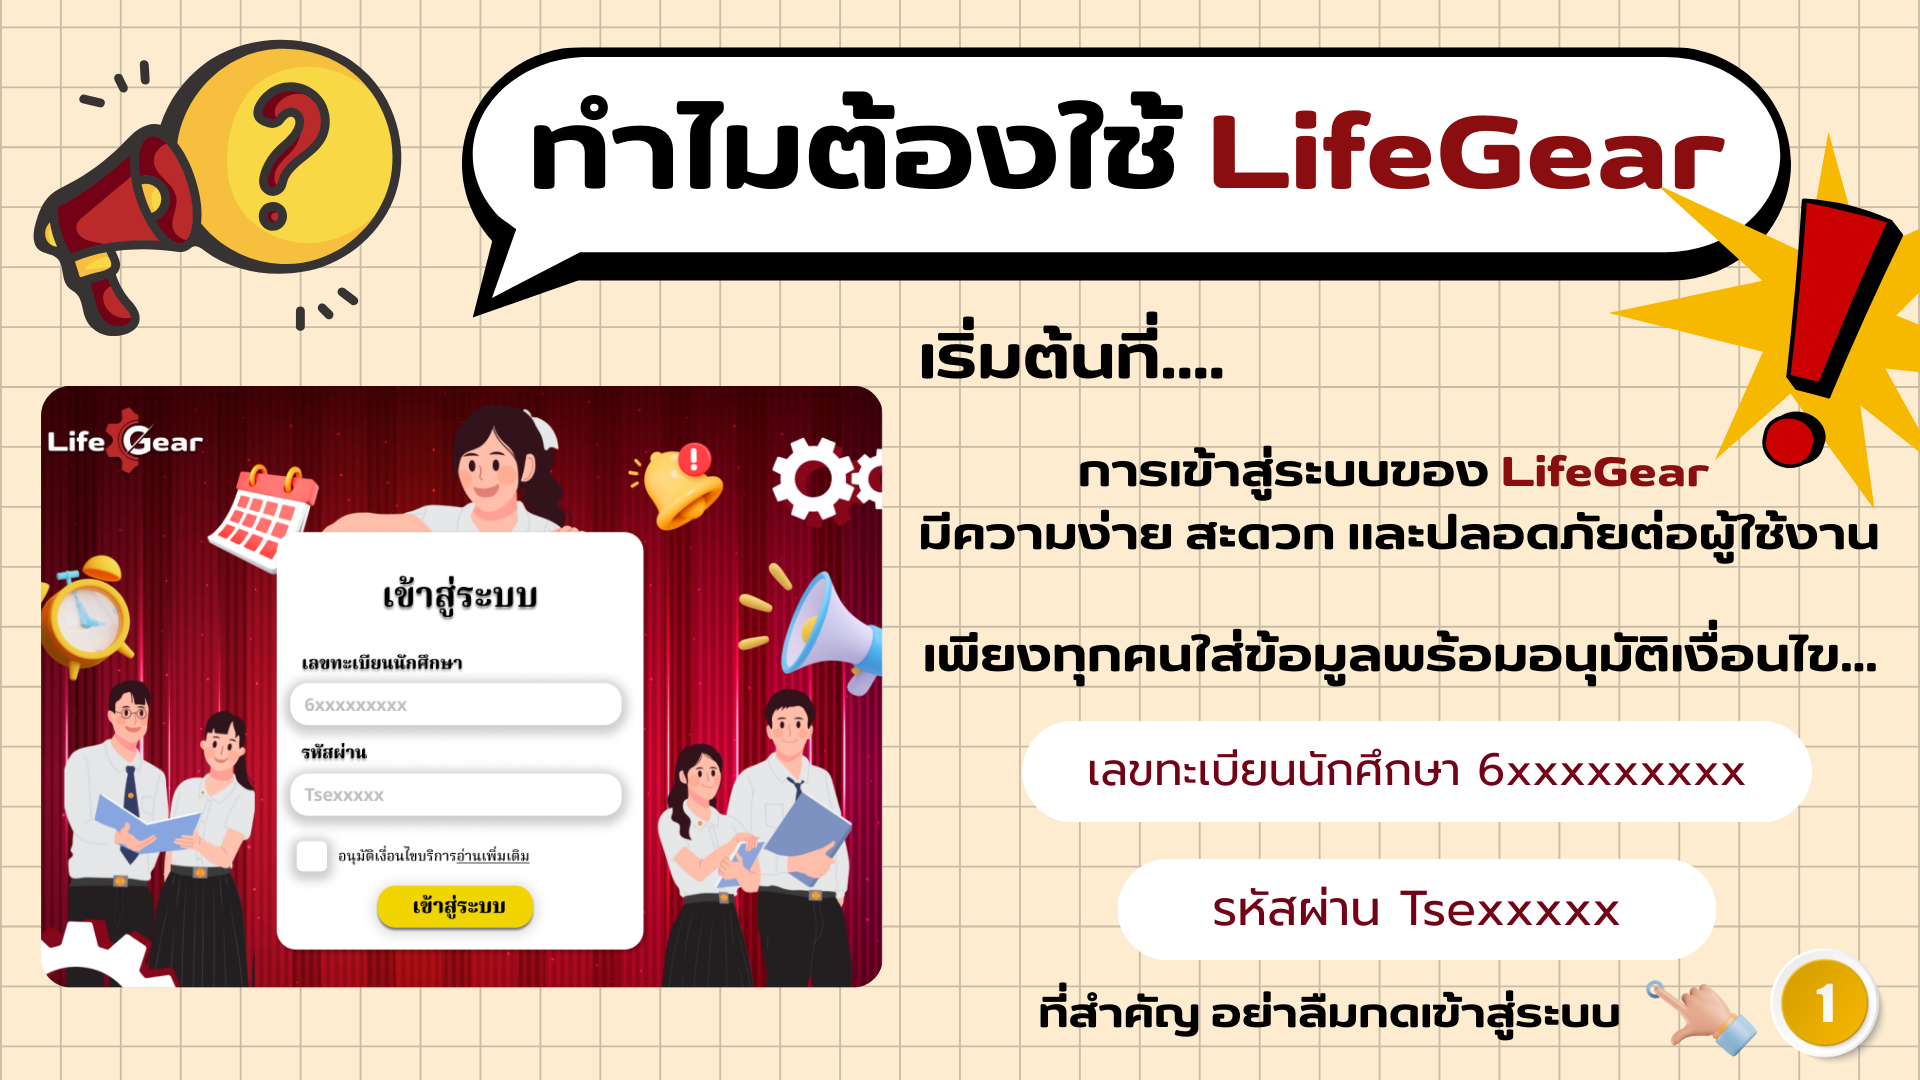 ทำไมต้องใช้ LifeGear
เริ่มต้นที่....
การเข้าสู่ระบบของ LifeGear
มีความง่าย สะดวก และปลอดภัยต่อผู้ใช้งาน
เพียงทุกคนใส่ข้อมูลพร้อมอนุมัติเงื่อนไข...
เลขทะเบียนนักศึกษา 6xxxxxxxxx
รหัสผ่าน Tsexxxxx
ที่สำคัญ อย่าลืมกดเข้าสู่ระบบ
1
Life Gear
เข้าสู่ระบบ
เลขทะเบียนนักศึกษา
6xxxxxxxxx
รหัสผ่าน
Tsexxxxx
อนุมัติเงื่อนไขบริการอ่านเพิ่มเติม
เข้าสู่ระบบ